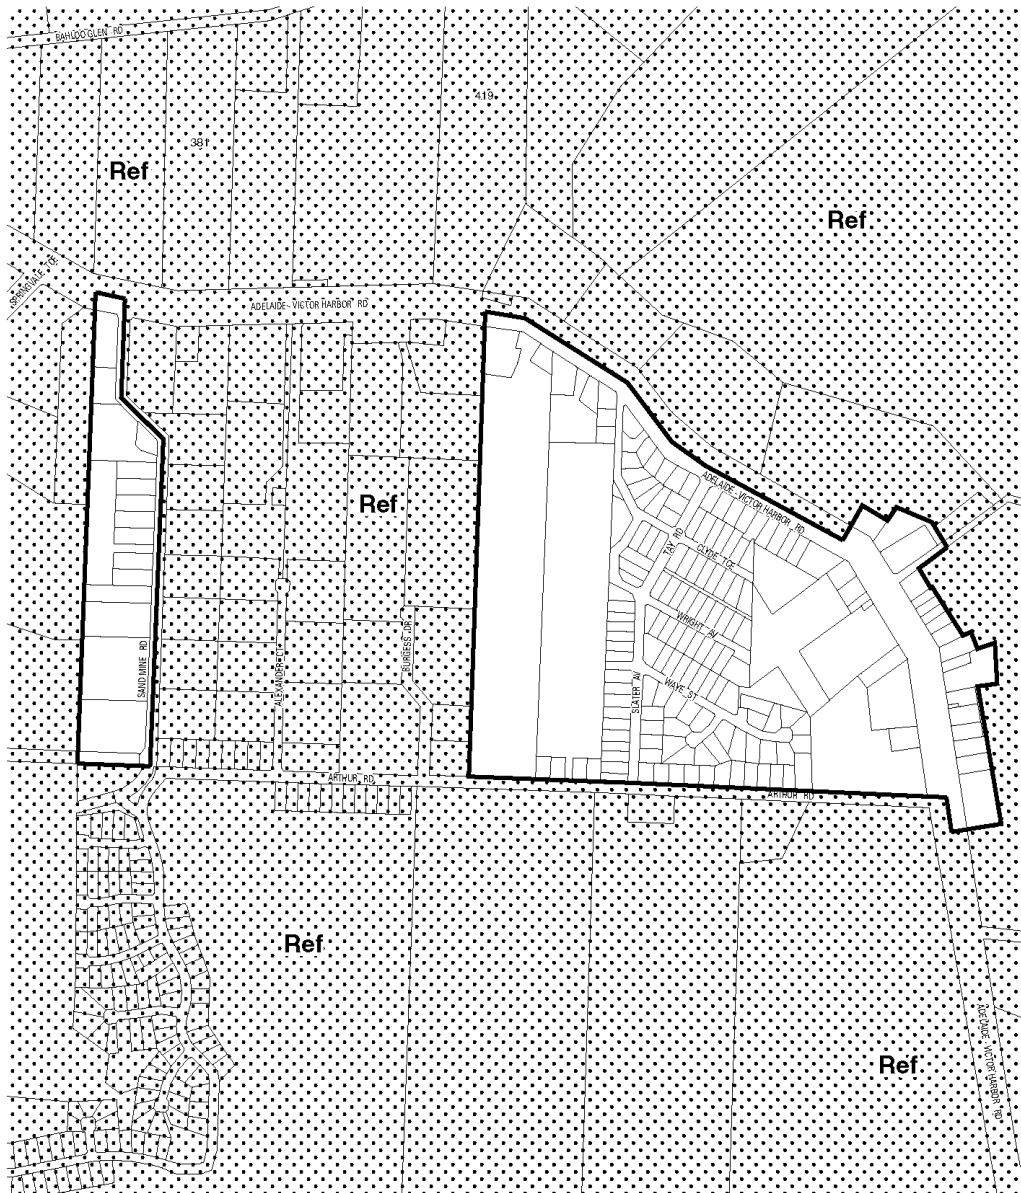 BAHLOO GLEN RD
419
381
Ref
Ref
SPRINGVALE TCE
ADELAIDE - VICTOR HARBOR RD
ADELAIDE - VICTOR HARBOR RD
Ref
TAY RD
CLYDE TCE
WRIGHT AV
BURGESS DR
SAND MINE RD
ALEXANDER CT
SLATER AV
WAYE ST
ARTHUR RD
ARTHUR RD
Ref
Ref
ADELAIDE - VICTOR HARBOR RD